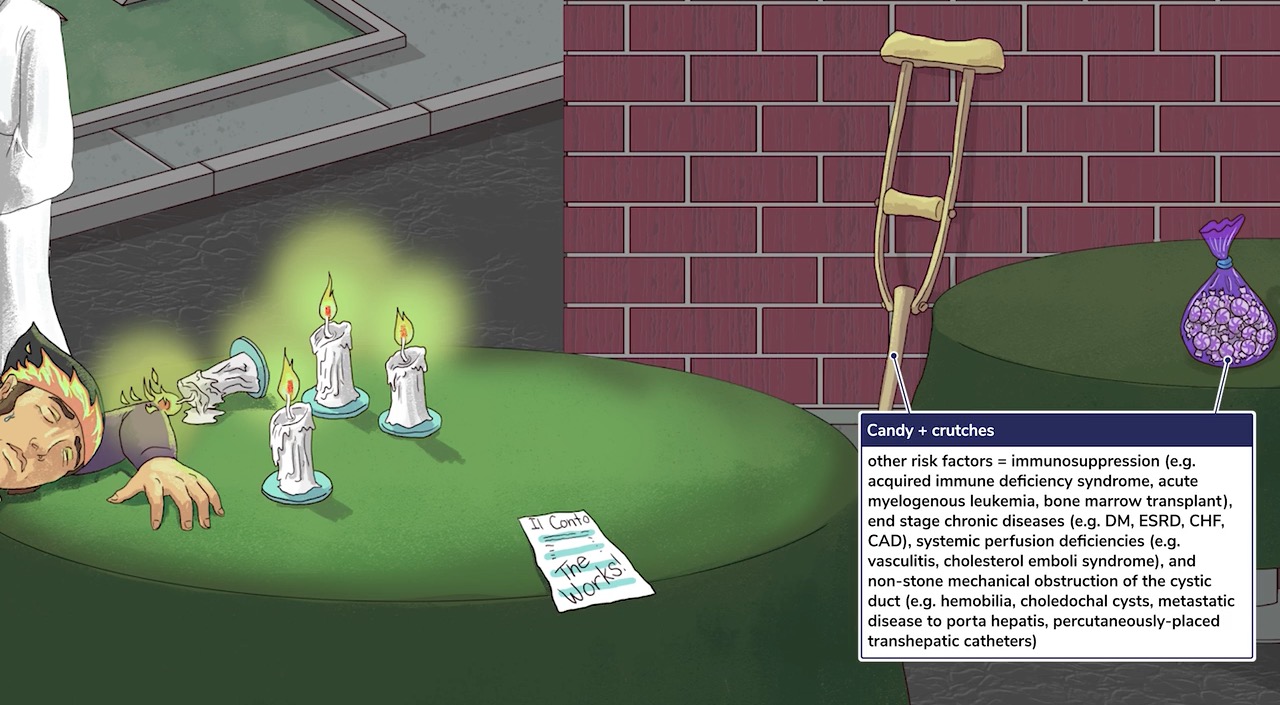 Il Conto
The
Works!
Candy + crutches
other risk factors = immunosuppression (e.g.
acquired immune deficiency syndrome, acute
myelogenous leukemia, bone marrow transplant),
end stage chronic diseases (e.g. DM, ESRD, CHF,
CAD), systemic perfusion deficiencies (e.g.
vasculitis, cholesterol emboli syndrome), and
non-stone mechanical obstruction of the cystic
duct (e.g. hemobilia, choledochal cysts, metastatic
disease to porta hepatis, percutaneously-placed
transhepatic catheters)